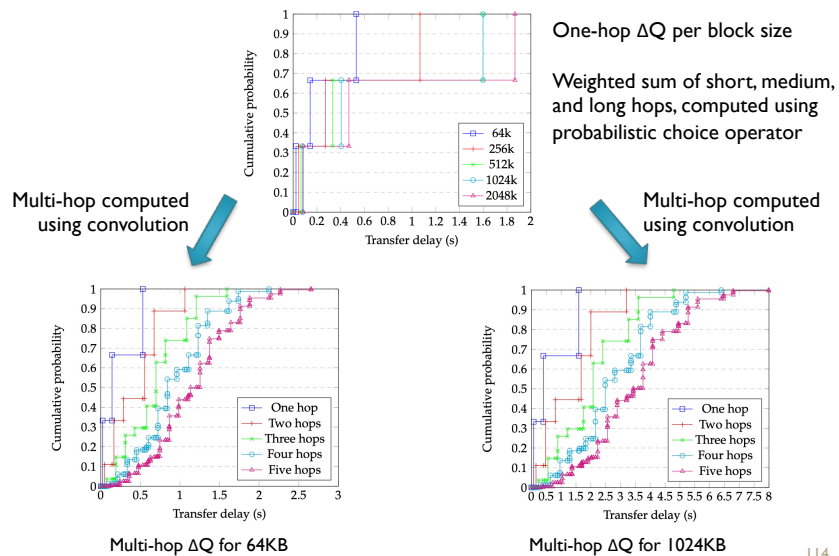 One-hop ΔQ per block size
Weighted sum of short, medium,
and long hops, computed using
probabilistic choice operator
Cumulative probability
1
0.9
0.8
0.7
0.6
0.5
0.4
0.3
0.2
0.1
0
64k
256k
512k
1024k
2048k
0 0.2 0.4 0.6 0.8 1 1.2 1.4 1.6 1.8 2
Transfer delay (s)
Multi-hop computed
using convolution
Multi-hop computed
using convolution
Cumulative probability
1
0.9
0.8
0.7
0.6
0.5
0.4
0.3
0.2
0.1
0
One hop
Two hops
Three hops
Four hops
Five hops
0 0.5 1 1.5 2 2.5 3
Transfer delay (s)
Multi-hop ΔQ for 64KB
Cumulative probability
1
0.9
0.8
0.7
0.6
0.5
0.4
0.3
0.2
0.1
0
One hop
Two hops
Three hops
Four hops
Five hops
0 0.5 1 1.5 2 2.5 3 3.5 4 4.5 5 5.5 6 6.5 7 7.5 8
Transfer delay (s)
Multi-hop ΔQ for 1024KB
114